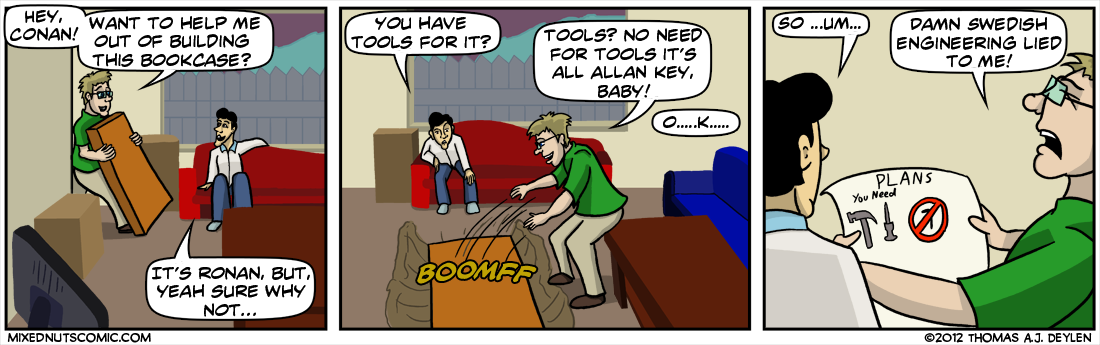 HEY,
CONAN!
WANT TO HELP ME
OUT OF BUILDING
THIS BOOKCASE?
IT'S RONAN, BUT,
YEAH SURE WHY
NOT...
YOU HAVE
TOOLS FOR IT?
TOOLS? NO NEED
FOR TOOLS IT'S
ALL ALLAN KEY,
BABY!
O.....K.....
BOOMFF
SO ...UM...
DAMN SWEDISH
ENGINEERING LIED
TO ME!
PLANS
You Need
MIXEDNUTSCOMIC.COM
©2012 THOMAS A.J. DEYLEN